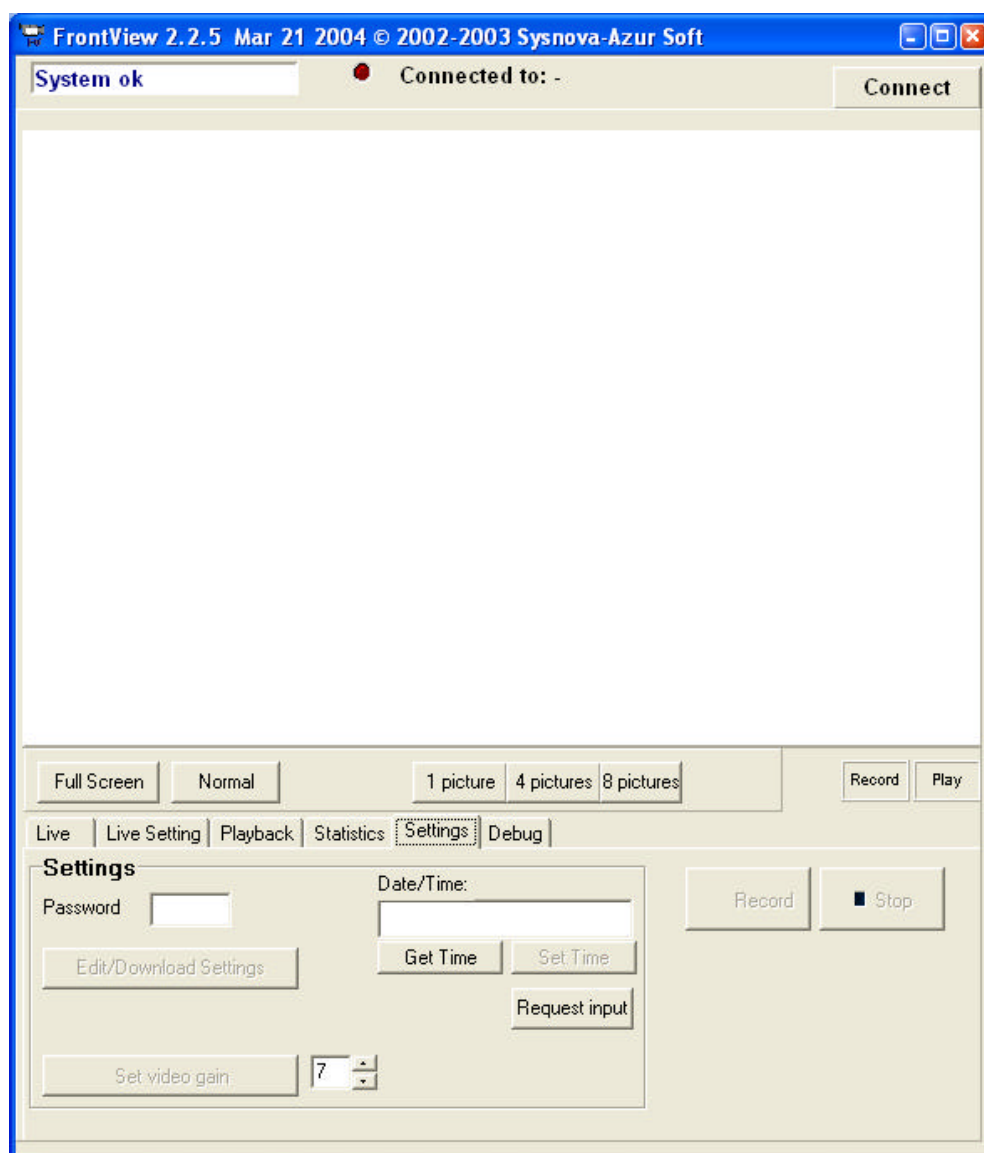 FrontView 2.2.5 Mar 21 2004 © 2002-2003 Sysnova-Azur Soft
System ok
Connected to: -
Connect
Full Screen
Normal
1 picture
4 pictures
8 pictures
Record
Play
Live
Live Setting
Playback
Statistics
Settings
Debug
Settings
Password
Date/Time:
Record
Stop
Edit/Download Settings
Get Time
Set Time
Request input
Set video gain
7